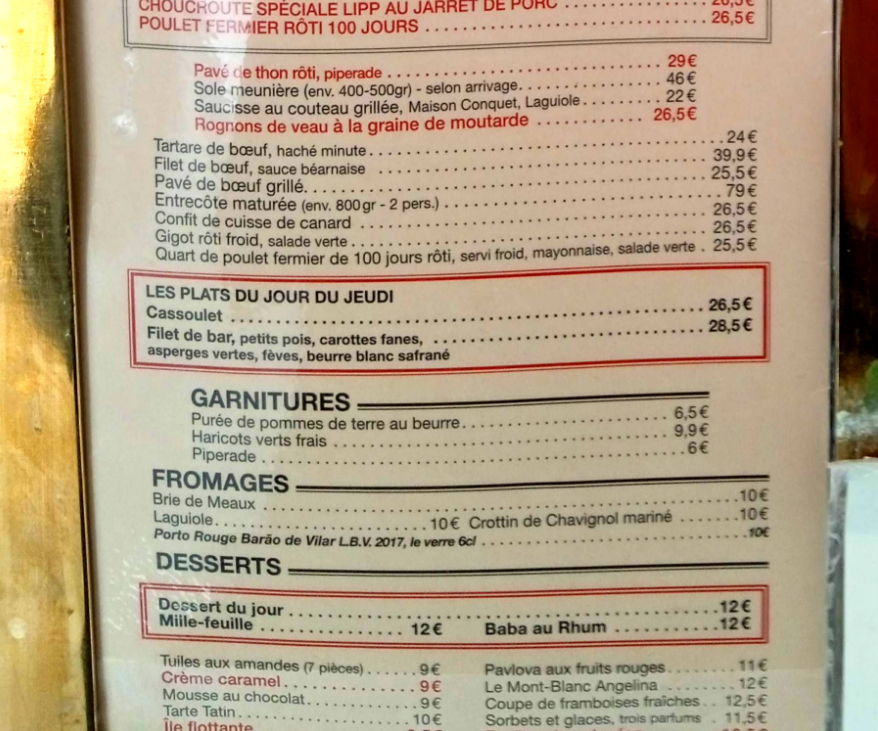 CHOUCROUTE SPÉCIALE LIPP AU JARRET DE PORC ........ 26,5€
POULET FERMIER RÔTI 100 JOURS ........ 26,5€
Pavé de thon rôti, piperade ........ 29€
Sole meunière (env. 400-500gr) - selon arrivage ........ 46€
Saucisse au couteau grillée, Maison Conquet, Laguiole ........ 22€
Rognons de veau à la graine de moutarde ........ 26,5€
Tartare de bœuf, haché minute ........ 24€
Filet de bœuf, sauce béarnaise ........ 39,9€
Pavé de bœuf grillé ........ 25,5€
Entrecôte maturée (env. 800gr - 2 pers.) ........ 79€
Confit de cuisse de canard ........ 26,5€
Gigot rôti froid, salade verte ........ 26,5€
Quart de poulet fermier de 100 jours rôti, servi froid, mayonnaise, salade verte . 25,5€
LES PLATS DU JOUR DU JEUDI
Cassoulet ........ 26,5€
Filet de bar, petits pois, carottes fanes, ........ 28,5€
asperges vertes, fèves, beurre blanc safrané
GARNITURES
Purée de pommes de terre au beurre ........ 6,5€
Haricots verts frais ........ 9,9€
Piperade ........ 6€
FROMAGES
Brie de Meaux ........ 10€
Laguiole ........ 10€ Crottin de Chavignol mariné ........ 10€
Porto Rouge Barão de Vilar L.B.V. 2017, le verre 6cl ........ 10€
DESSERTS
Dessert du jour ........ 12€
Miile-feuille ........ 12€ Baba au Rhum ........ 12€
Tuiles aux amandes (7 pièces) ........ 9€ Pavlova aux fruits rouges ........ 11€
Crème caramel ........ 9€ Le Mont-Blanc Angelina ........ 12€
Mousse au chocolat ........ 9€ Coupe de framboises fraîches .. 12,5€
Tarte Tatin ........ 10€ Sorbets et glaces, trois parfums . 11,5€
Île flottante